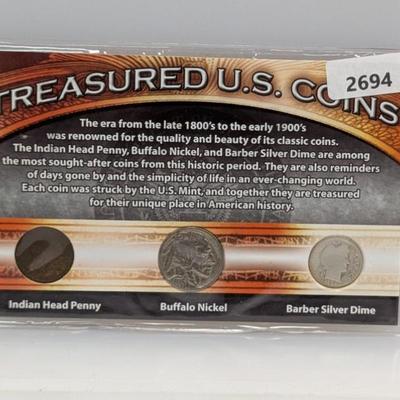 TREASURED U.S. COINS
2694
The era from the late 1800's to the early 1900's
was renowned for the quality and beauty of its classic coins.
The Indian Head Penny, Buffalo Nickel, and Barber Silver Dime are among
the most sought-after coins from this historic period. They are also reminders
of days gone by and the simplicity of life in an ever-changing world.
Each coin was struck by the U.S. Mint, and together they are treasured
for their unique place in American history.
Indian Head Penny
Buffalo Nickel
Barber Silver Dime